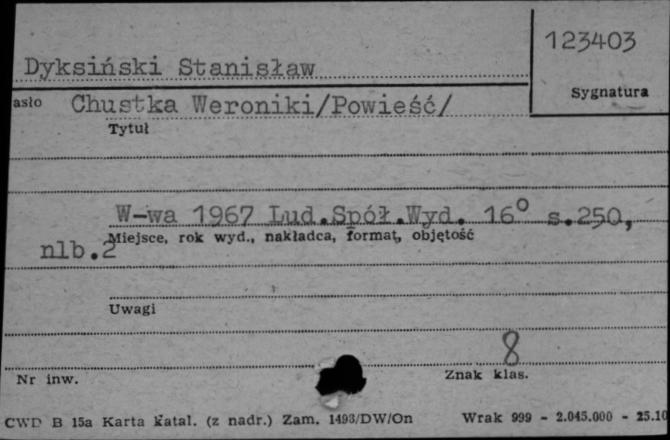 123403
Dyksiński Stanisław
Sygnatura
asło Chustka Weroniki/Powieść/
Tytuł
W-wa 1967 Lud.Spół.Wyd. 16° s.250,
Miejsce, rok wyd., nakładca, format, objętość
nlb.2
Uwagi
8
Nr inw.
Znak klas.
CWD B 15a Karta katal. (z nadr.) Zam. 1493/DW/On Wrak 999 - 2.045.000 - 25.10